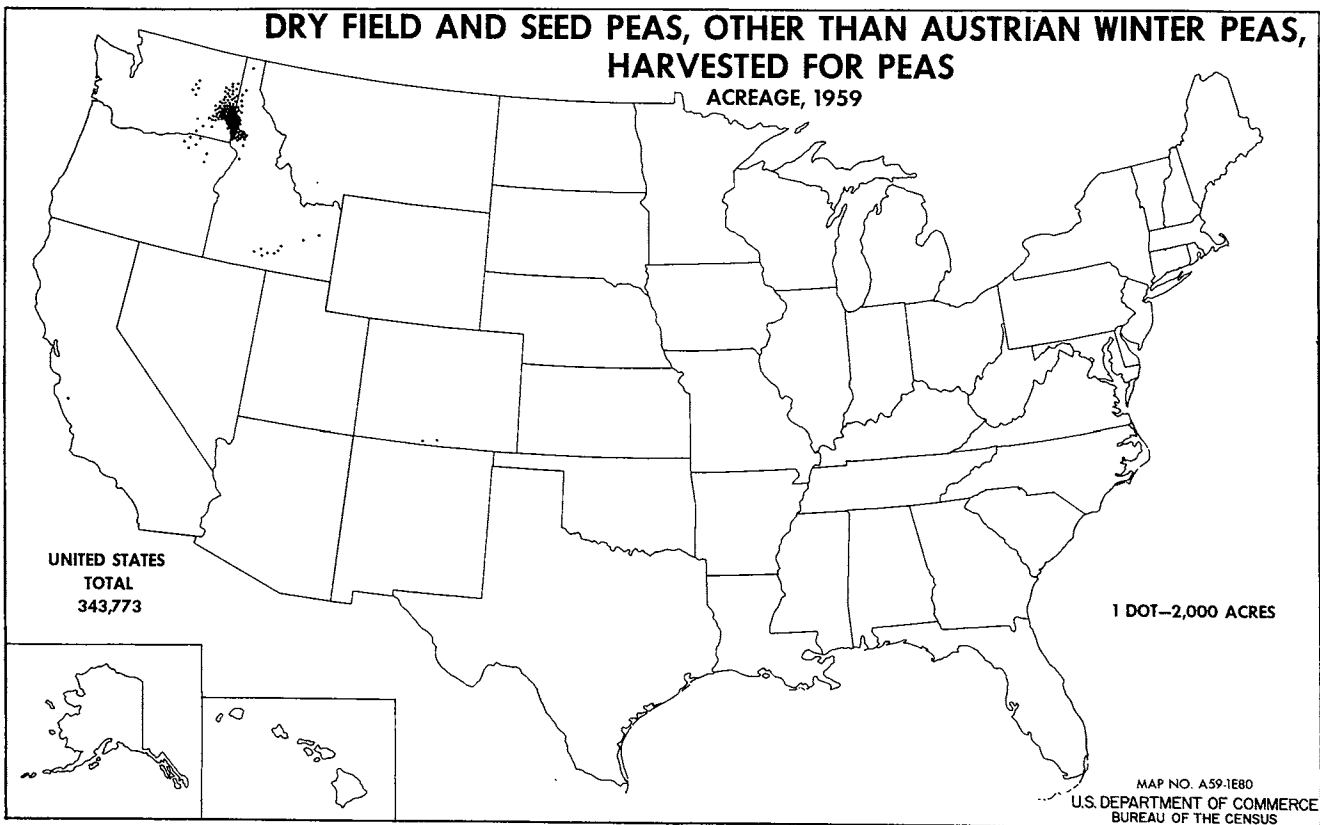 DRY FIELD AND SEED PEAS, OTHER THAN AUSTRIAN WINTER PEAS,
HARVESTED FOR PEAS
ACREAGE, 1959
UNITED STATES
TOTAL
343,773
1 DOT—2,000 ACRES
MAP NO. A59-1E80
U.S. DEPARTMENT OF COMMERCE
BUREAU OF THE CENSUS